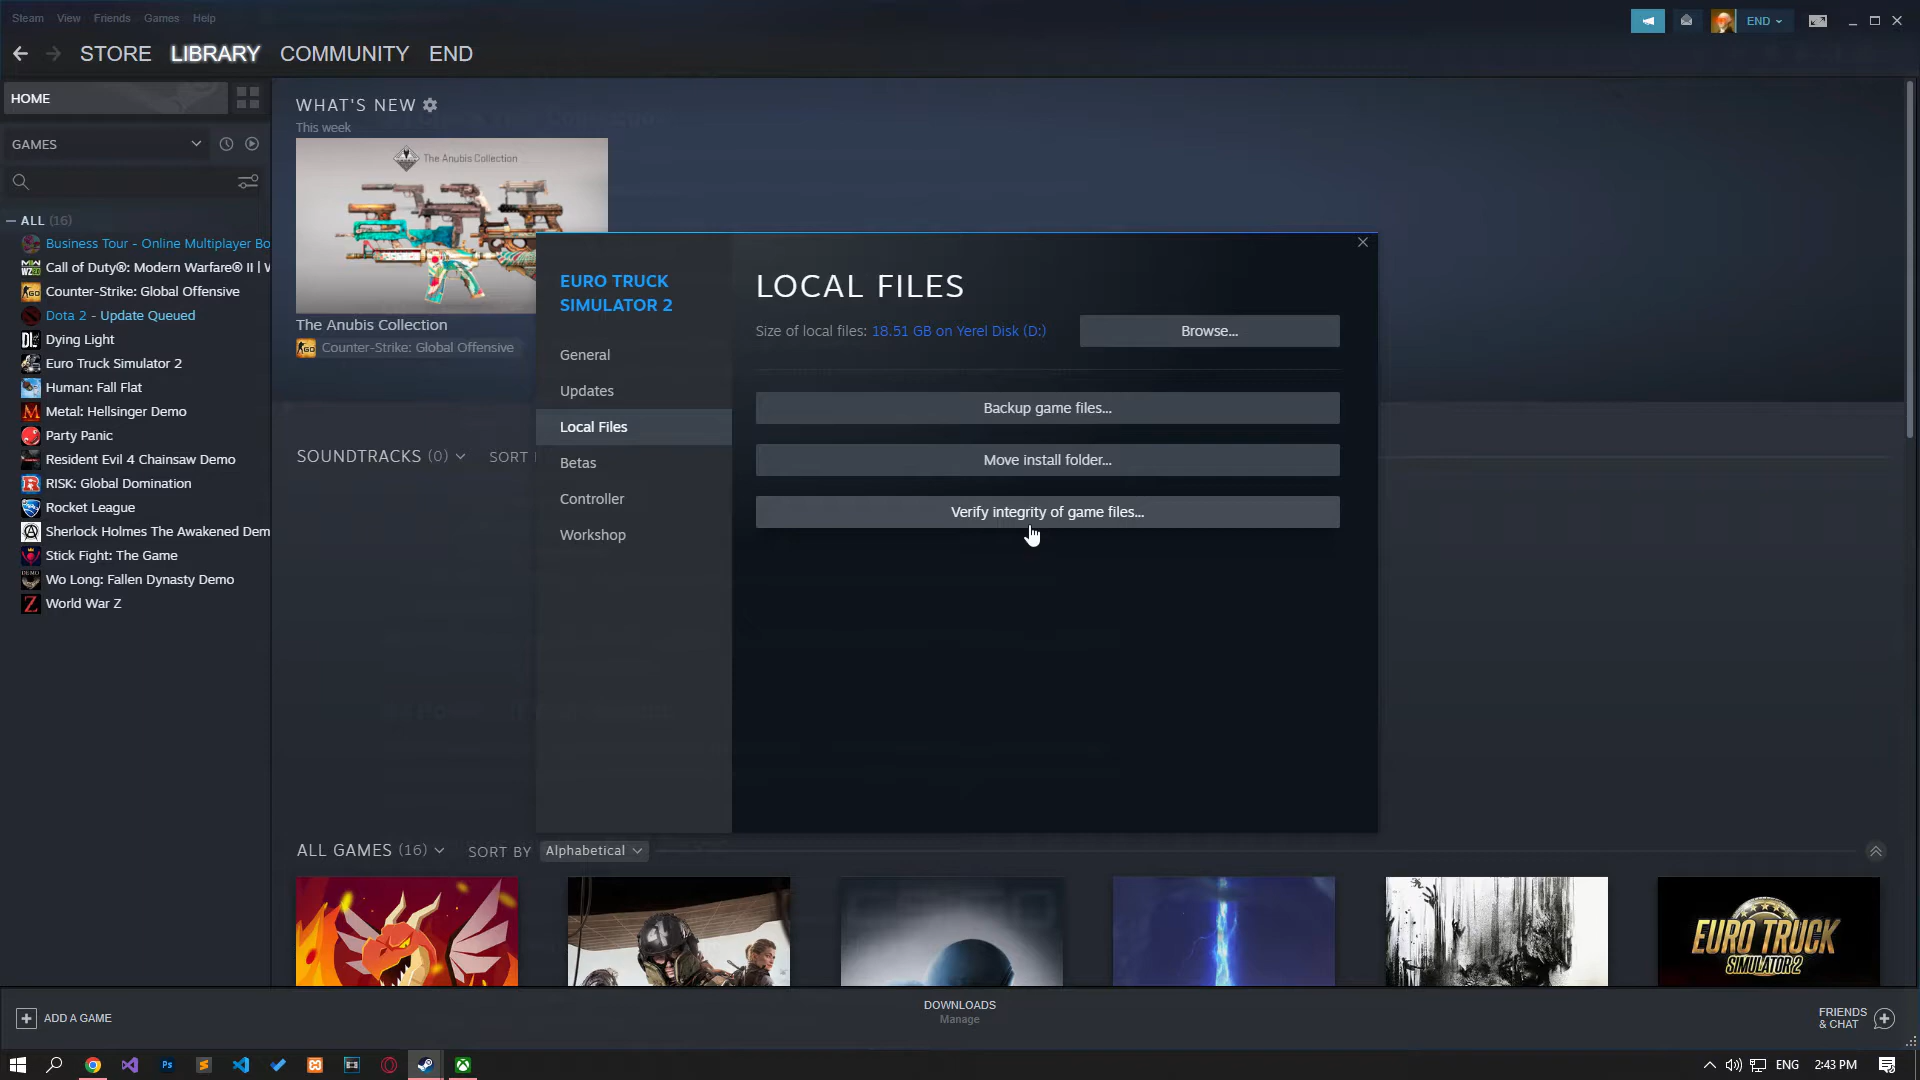 Steam View Friends Games Help
END
STORE LIBRARY COMMUNITY END
HOME
GAMES
ALL (16)
Business Tour - Online Multiplayer Bo
Call of Duty®: Modern Warfare® II | W
Counter-Strike: Global Offensive
Dota 2 - Update Queued
Dying Light
Euro Truck Simulator 2
Human: Fall Flat
Metal: Hellsinger Demo
Party Panic
Resident Evil 4 Chainsaw Demo
RISK: Global Domination
Rocket League
Sherlock Holmes The Awakened Dem
Stick Fight: The Game
Wo Long: Fallen Dynasty Demo
World War Z
WHAT'S NEW
This week
The Anubis Collection
The Anubis Collection
Counter-Strike: Global Offensive
SOUNDTRACKS (0) SORT
EURO TRUCK
SIMULATOR 2
General
Updates
Local Files
Betas
Controller
Workshop
LOCAL FILES
Size of local files: 18.51 GB on Yerel Disk (D:)
Browse...
Backup game files...
Move install folder...
Verify integrity of game files...
ALL GAMES (16) SORT BY Alphabetical
EURO TRUCK
SIMULATOR 2
ADD A GAME
DOWNLOADS
Manage
FRIENDS
& CHAT
Ps
ENG 2:43 PM